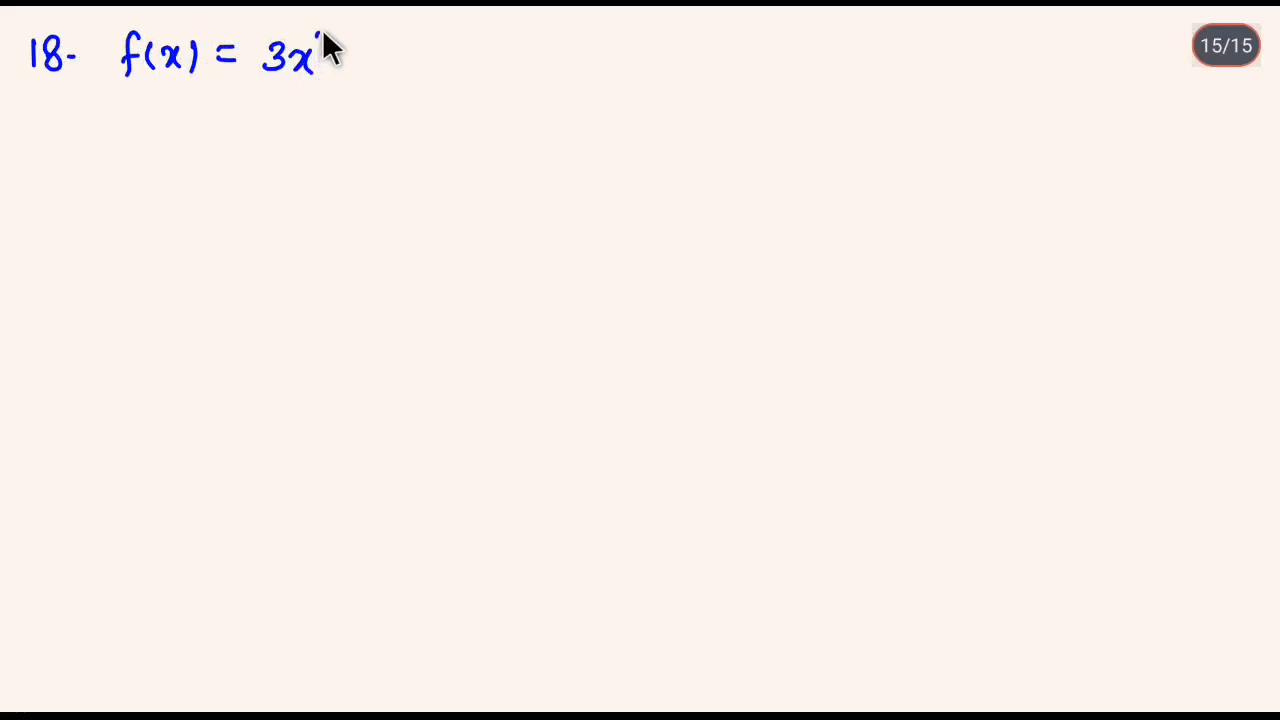 18. f(x) = 3x
15/15